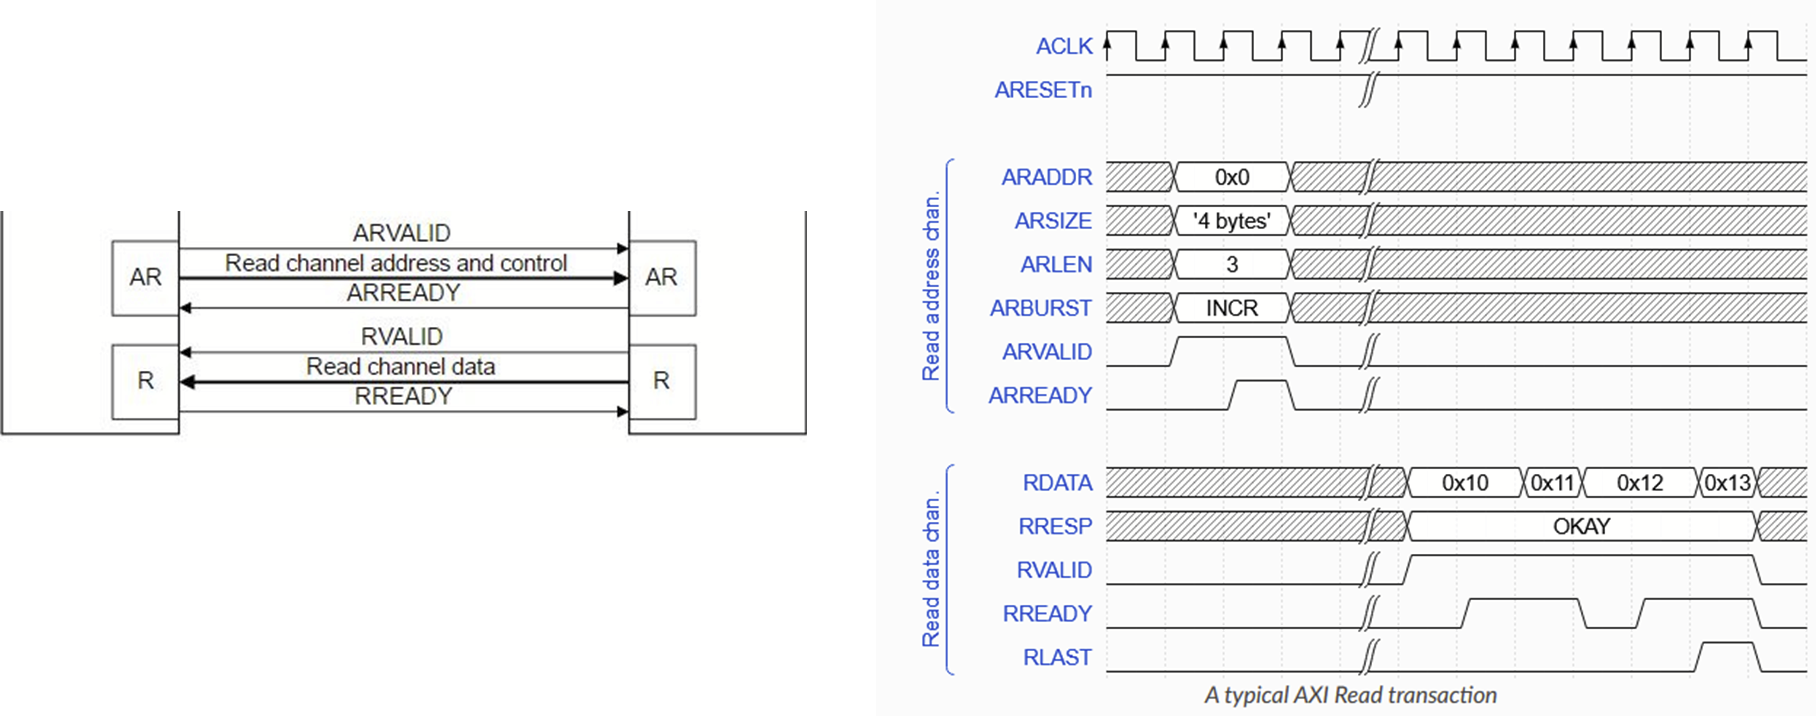 ARVALID
Read channel address and control
ARREADY
AR
AR
RVALID
Read channel data
RREADY
R
R
ACLK
ARESETn
Read address chan.
ARADDR
0x0
ARSIZE
'4 bytes'
ARLEN
3
ARBURST
INCR
ARVALID
ARREADY
Read data chan.
RDATA
0x10
0x11
0x12
0x13
RRESP
OKAY
RVALID
RREADY
RLAST
A typical AXI Read transaction